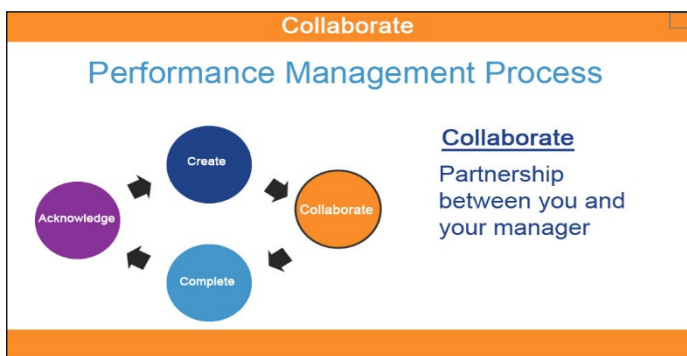 Collaborate
Performance Management Process
Create
Collaborate
Complete
Acknowledge
Collaborate
Partnership
between you and
your manager